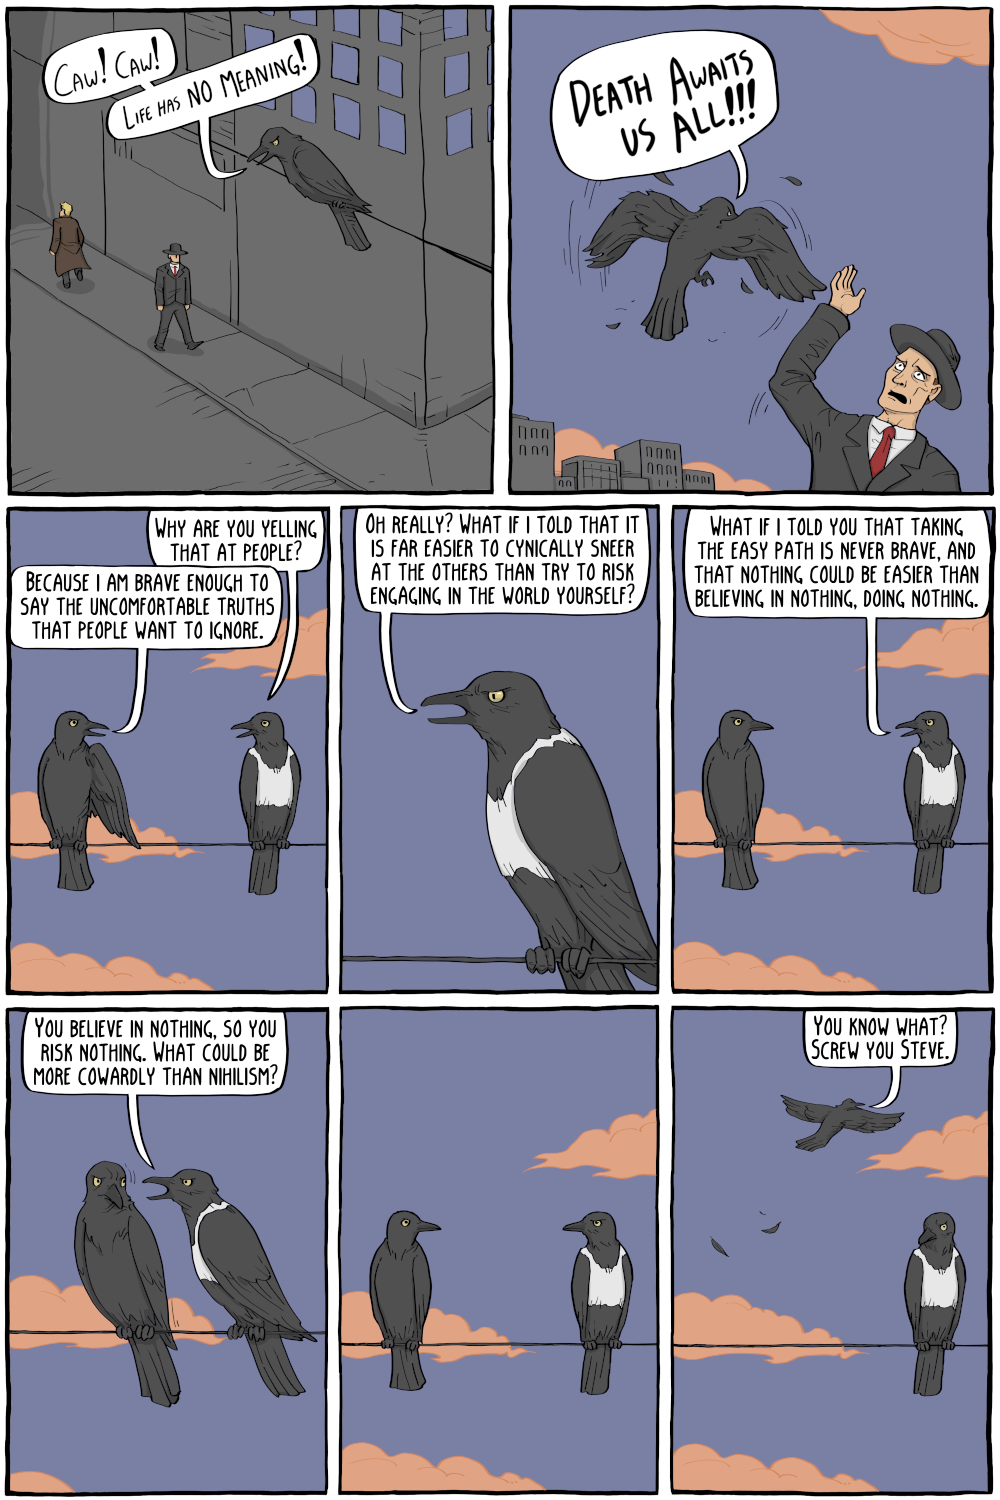 Caw! Caw!
Life has NO Meaning!
Death Awaits
us All!!!
Why are you yelling
that at people?
Because I am brave enough to
say the uncomfortable truths
that people want to ignore.
Oh really? What if I told that it
is far easier to cynically sneer
at the others than try to risk
engaging in the world yourself?
What if I told you that taking
the easy path is never brave, and
that nothing could be easier than
believing in nothing, doing nothing.
You believe in nothing, so you
risk nothing. What could be
more cowardly than nihilism?
You know what?
Screw you Steve.